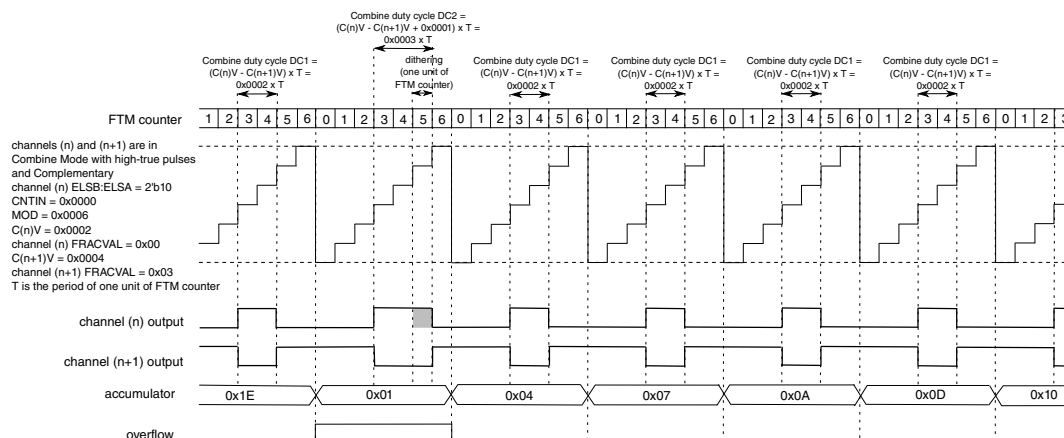 Combine duty cycle DC2 =
(C(n)V - C(n+1)V + 0x0001) x T =
0x0003 x T
Combine duty cycle DC1 =
(C(n)V - C(n+1)V) x T =
0x0002 x T
dithering
(one unit of
FTM counter)
Combine duty cycle DC1 =
(C(n)V - C(n+1)V) x T =
0x0002 x T
Combine duty cycle DC1 =
(C(n)V - C(n+1)V) x T =
0x0002 x T
Combine duty cycle DC1 =
(C(n)V - C(n+1)V) x T =
0x0002 x T
Combine duty cycle DC1 =
(C(n)V - C(n+1)V) x T =
0x0002 x T
FTM counter 1 2 3 4 5 6 0 1 2 3 4 5 6 0 1 2 3 4 5 6 0 1 2 3 4 5 6 0 1 2 3 4 5 6 0 1 2 3 4 5 6 0 1 2 3
channels (n) and (n+1) are in
Combine Mode with high-true pulses
and Complementary
channel (n) ELSB:ELSA = 2'b10
CNTIN = 0x0000
MOD = 0x0006
C(n)V = 0x0002
channel (n) FRACVAL = 0x00
C(n+1)V = 0x0004
channel (n+1) FRACVAL = 0x03
T is the period of one unit of FTM counter
channel (n) output
channel (n+1) output
accumulator 0x1E 0x01 0x04 0x07 0x0A 0x0D 0x10
overflow